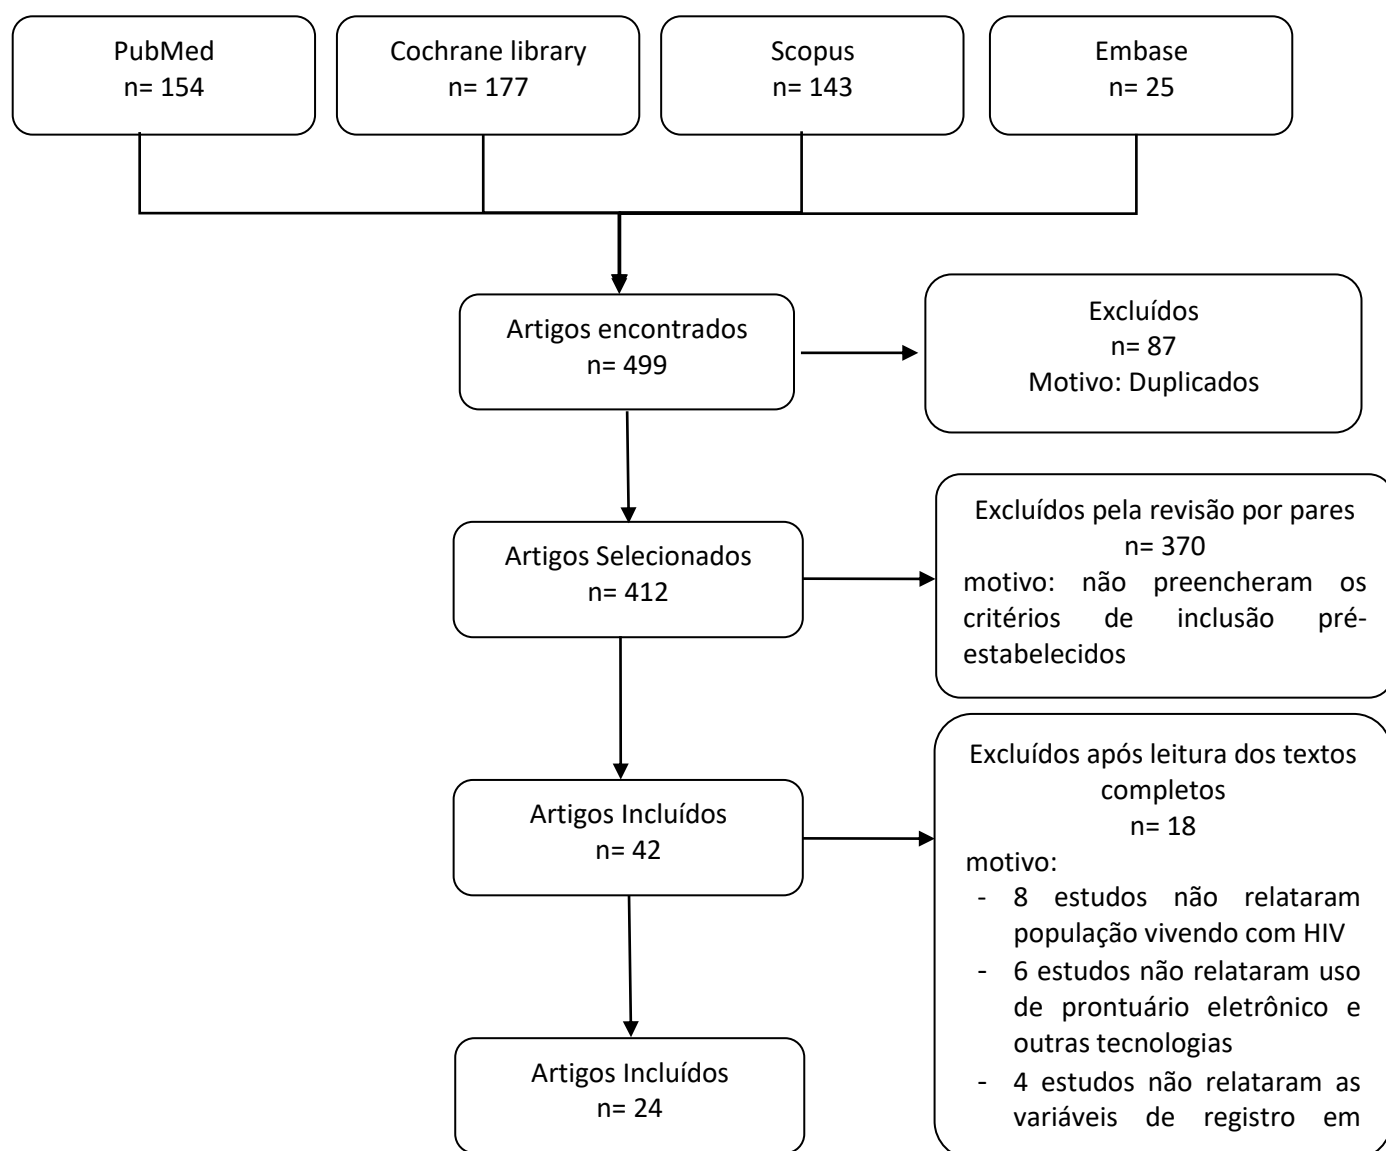 PubMed
n= 154
Cochrane library
n= 177
Scopus
n= 143
Embase
n= 25
Artigos encontrados
n= 499
Excluídos
n= 87
Motivo: Duplicados
Artigos Selecionados
n= 412
Excluídos pela revisão por pares
n= 370
motivo: não preencheram os
critérios de inclusão pré-
estabelecidos
Artigos Incluídos
n= 42
Excluídos após leitura dos textos
completos
n= 18
motivo:
- 8 estudos não relataram
população vivendo com HIV
- 6 estudos não relataram uso
de prontuário eletrônico e
outras tecnologias
- 4 estudos não relataram as
variáveis de registro em
Artigos Incluídos
n= 24